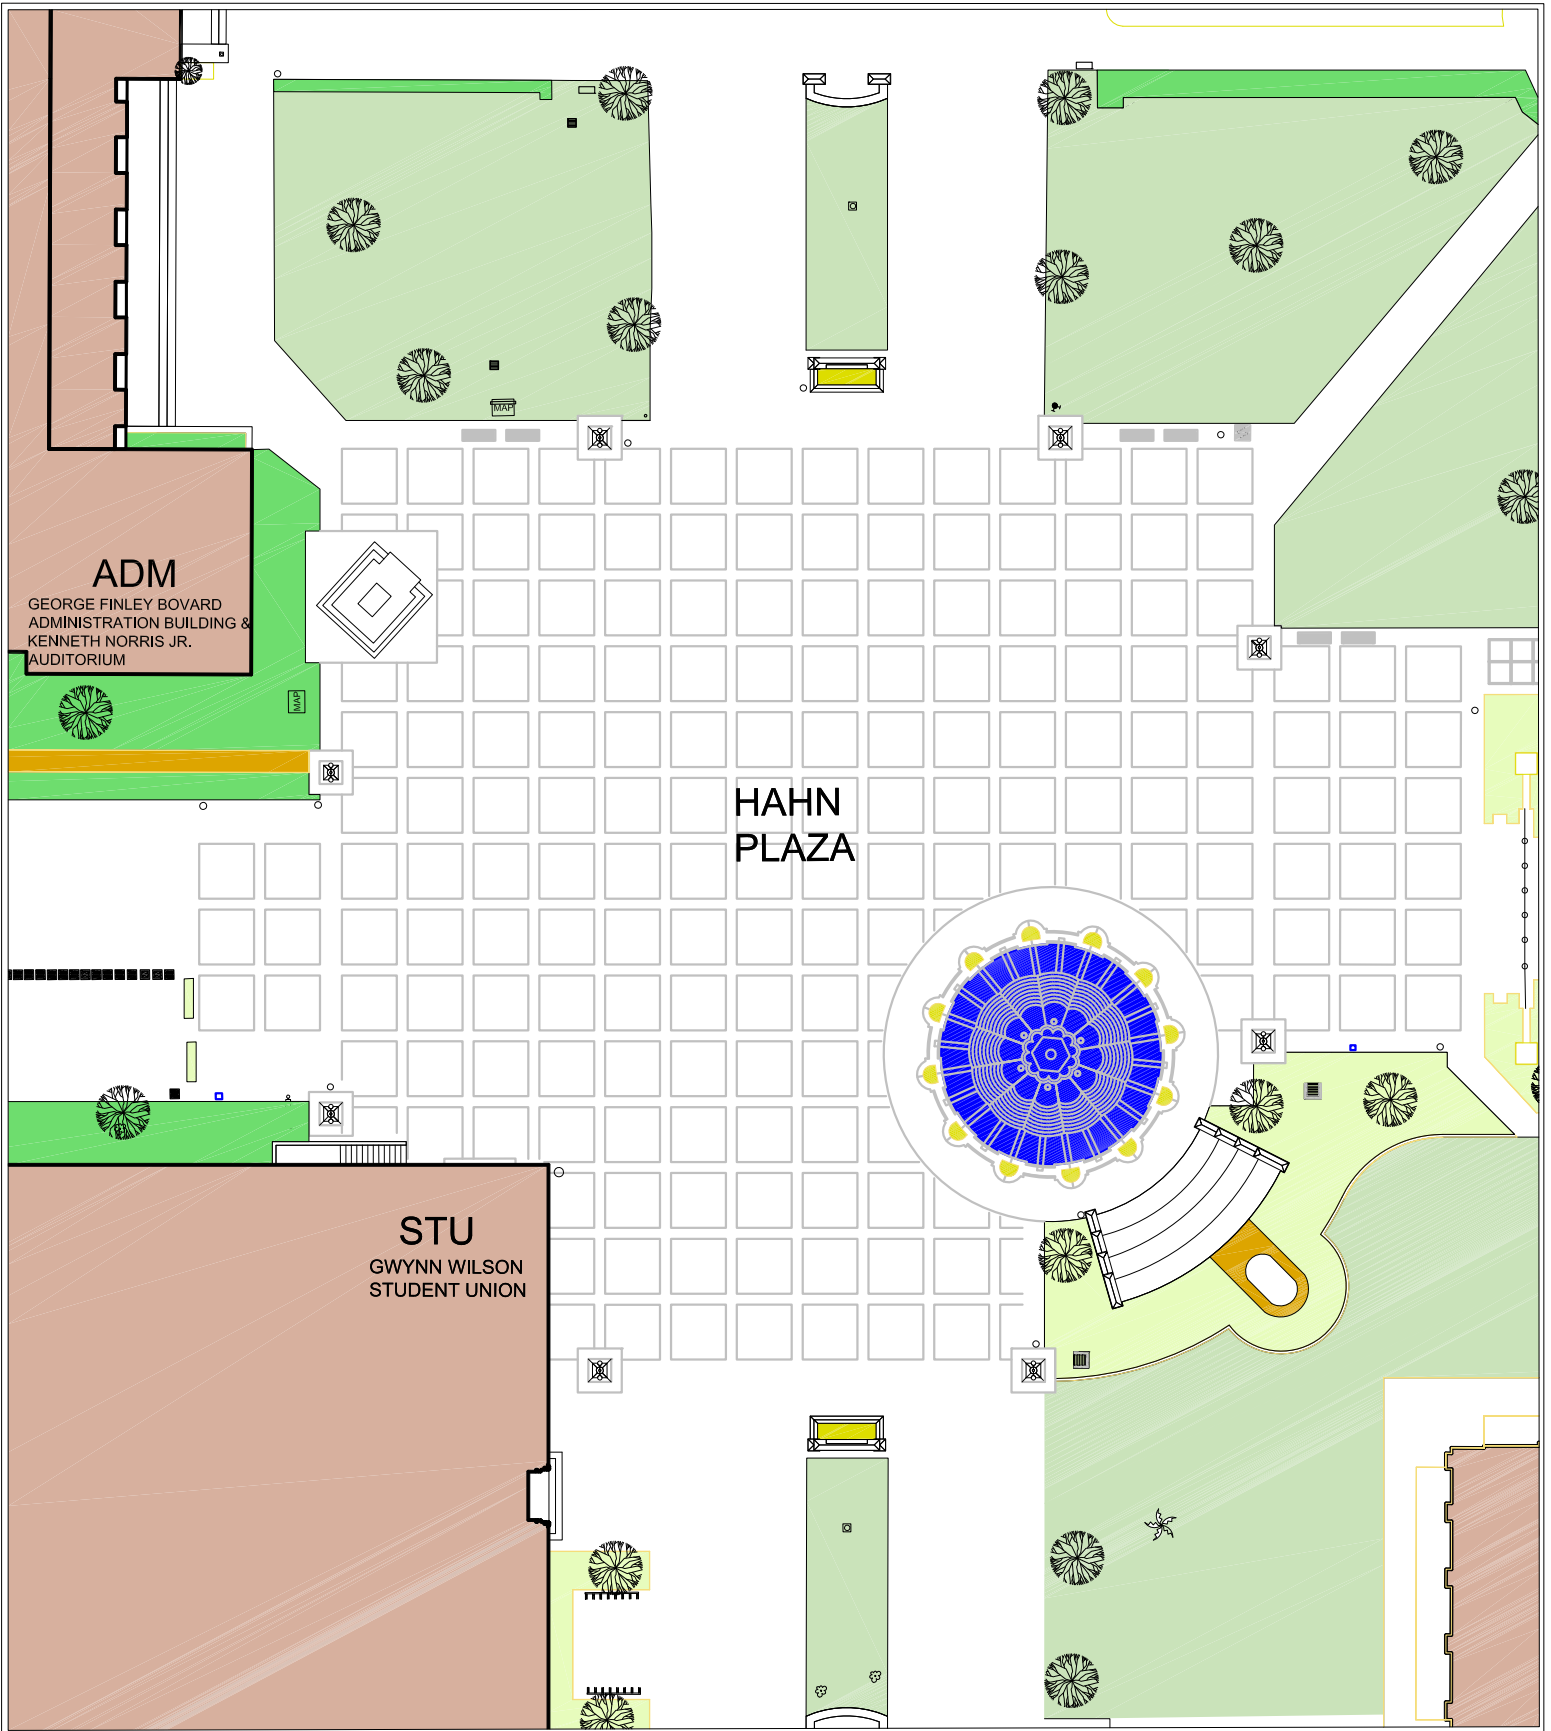 MAP
ADM
GEORGE FINLEY BOVARD
ADMINISTRATION BUILDING &
KENNETH NORRIS JR.
AUDITORIUM
MAP
HAHN
PLAZA
STU
GWYNN WILSON
STUDENT UNION